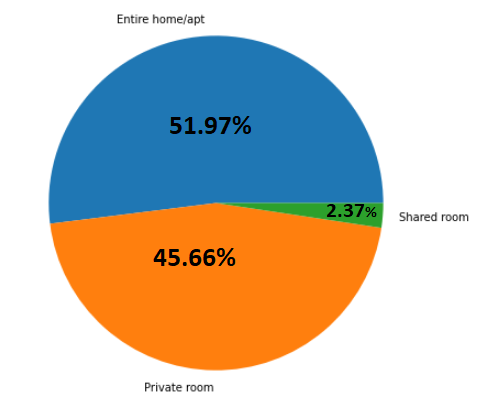 Entire home/apt
51.97%
2.37%
Shared room
45.66%
Private room